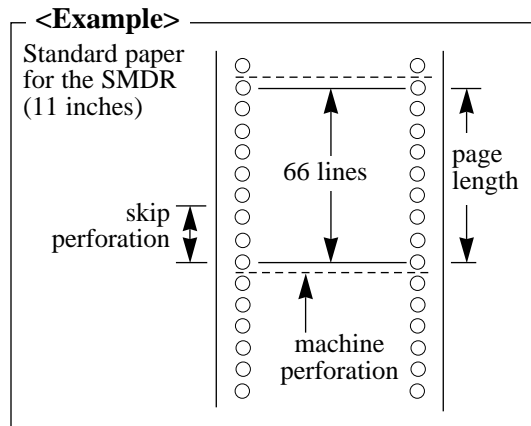 <Example>
Standard paper
for the SMDR
(11 inches)
66 lines
page
length
skip
perforation
machine
perforation